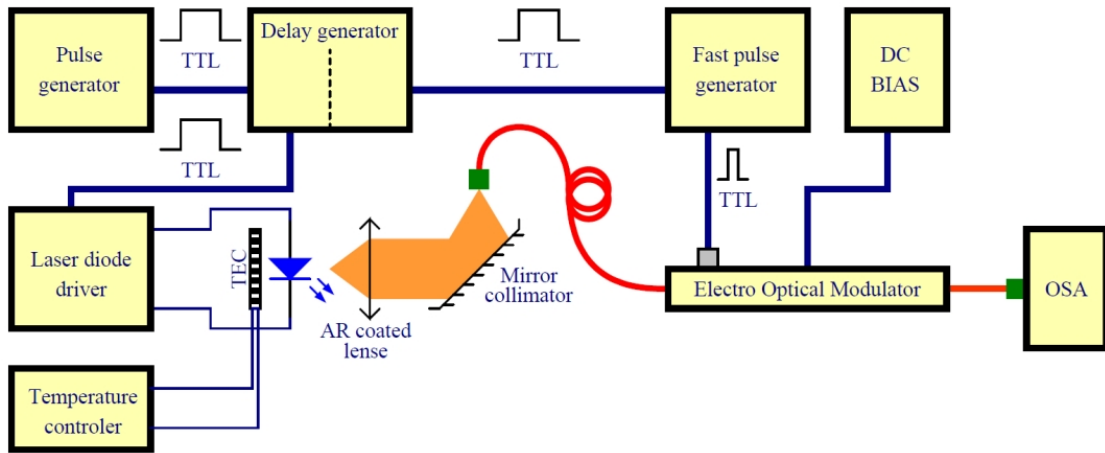 Pulse
generator
TTL
Delay generator
TTL
Fast pulse
generator
DC
BIAS
TTL
TTL
Laser diode
driver
TEC
AR coated
lense
Mirror
collimator
Electro Optical Modulator
OSA
Temperature
controler